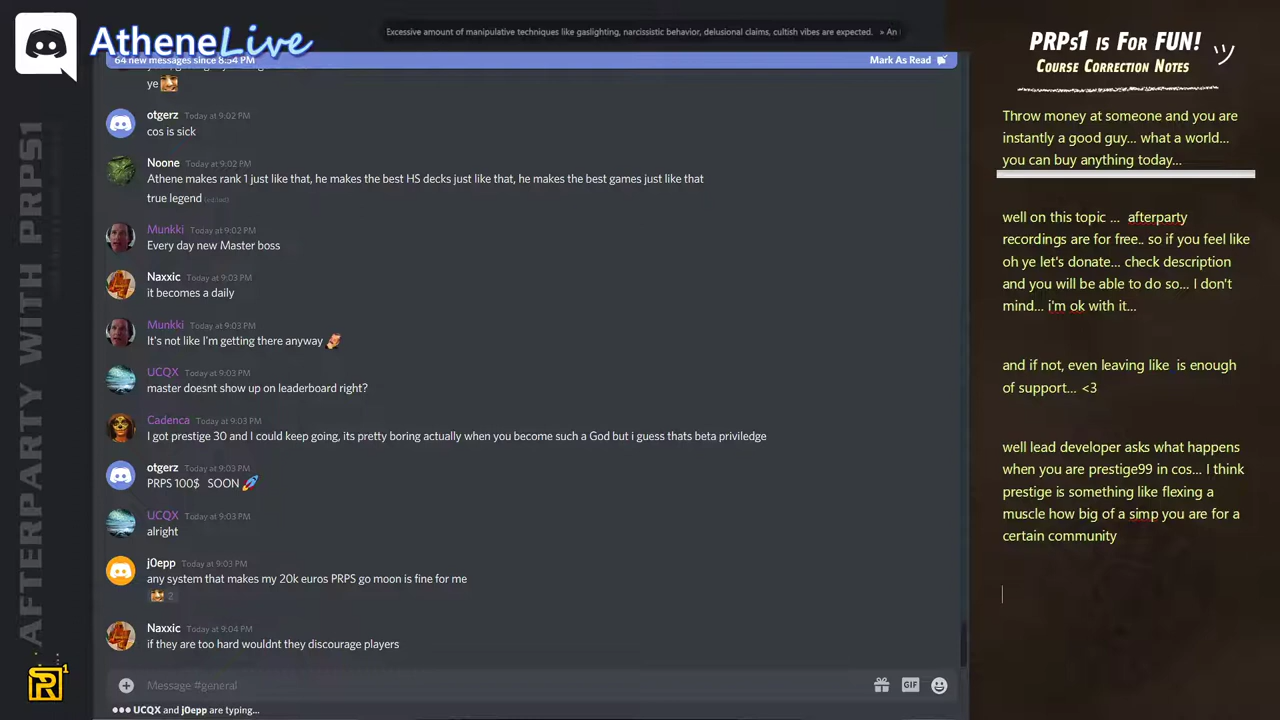 AtheneLive
Excessive amount of manipulative techniques like gaslighting, narcissistic behavior, delusional claims, cultish vibes are expected. » An
64 new messages since 8:54 PM
Mark As Read
ye
otgerz Today at 9:02 PM
cos is sick
Noone Today at 9:02 PM
Athene makes rank 1 just like that, he makes the best HS decks just like that, he makes the best games just like that
true legend (edited)
Munkki Today at 9:02 PM
Every day new Master boss
Naxxic Today at 9:03 PM
it becomes a daily
Munkki Today at 9:03 PM
It's not like I'm getting there anyway
UCQX Today at 9:03 PM
master doesnt show up on leaderboard right?
Cadenca Today at 9:03 PM
I got prestige 30 and I could keep going, its pretty boring actually when you become such a God but i guess thats beta priviledge
otgerz Today at 9:03 PM
PRPS 100$ SOON
UCQX Today at 9:03 PM
alright
j0epp Today at 9:03 PM
any system that makes my 20k euros PRPS go moon is fine for me
2
Naxxic Today at 9:04 PM
if they are too hard wouldnt they discourage players
Message #general
GIF
UCQX and j0epp are typing...
AFTERPARTY WITH PRPS1
R1
PRPs1 is For FUN!
ツ
Course Correction Notes
Throw money at someone and you are
instantly a good guy... what a world...
you can buy anything today...
well on this topic ... afterparty
recordings are for free.. so if you feel like
oh ye let's donate... check description
and you will be able to do so... I don't
mind... i'm ok with it...
and if not, even leaving like is enough
of support... <3
well lead developer asks what happens
when you are prestige99 in cos... I think
prestige is something like flexing a
muscle how big of a simp you are for a
certain community